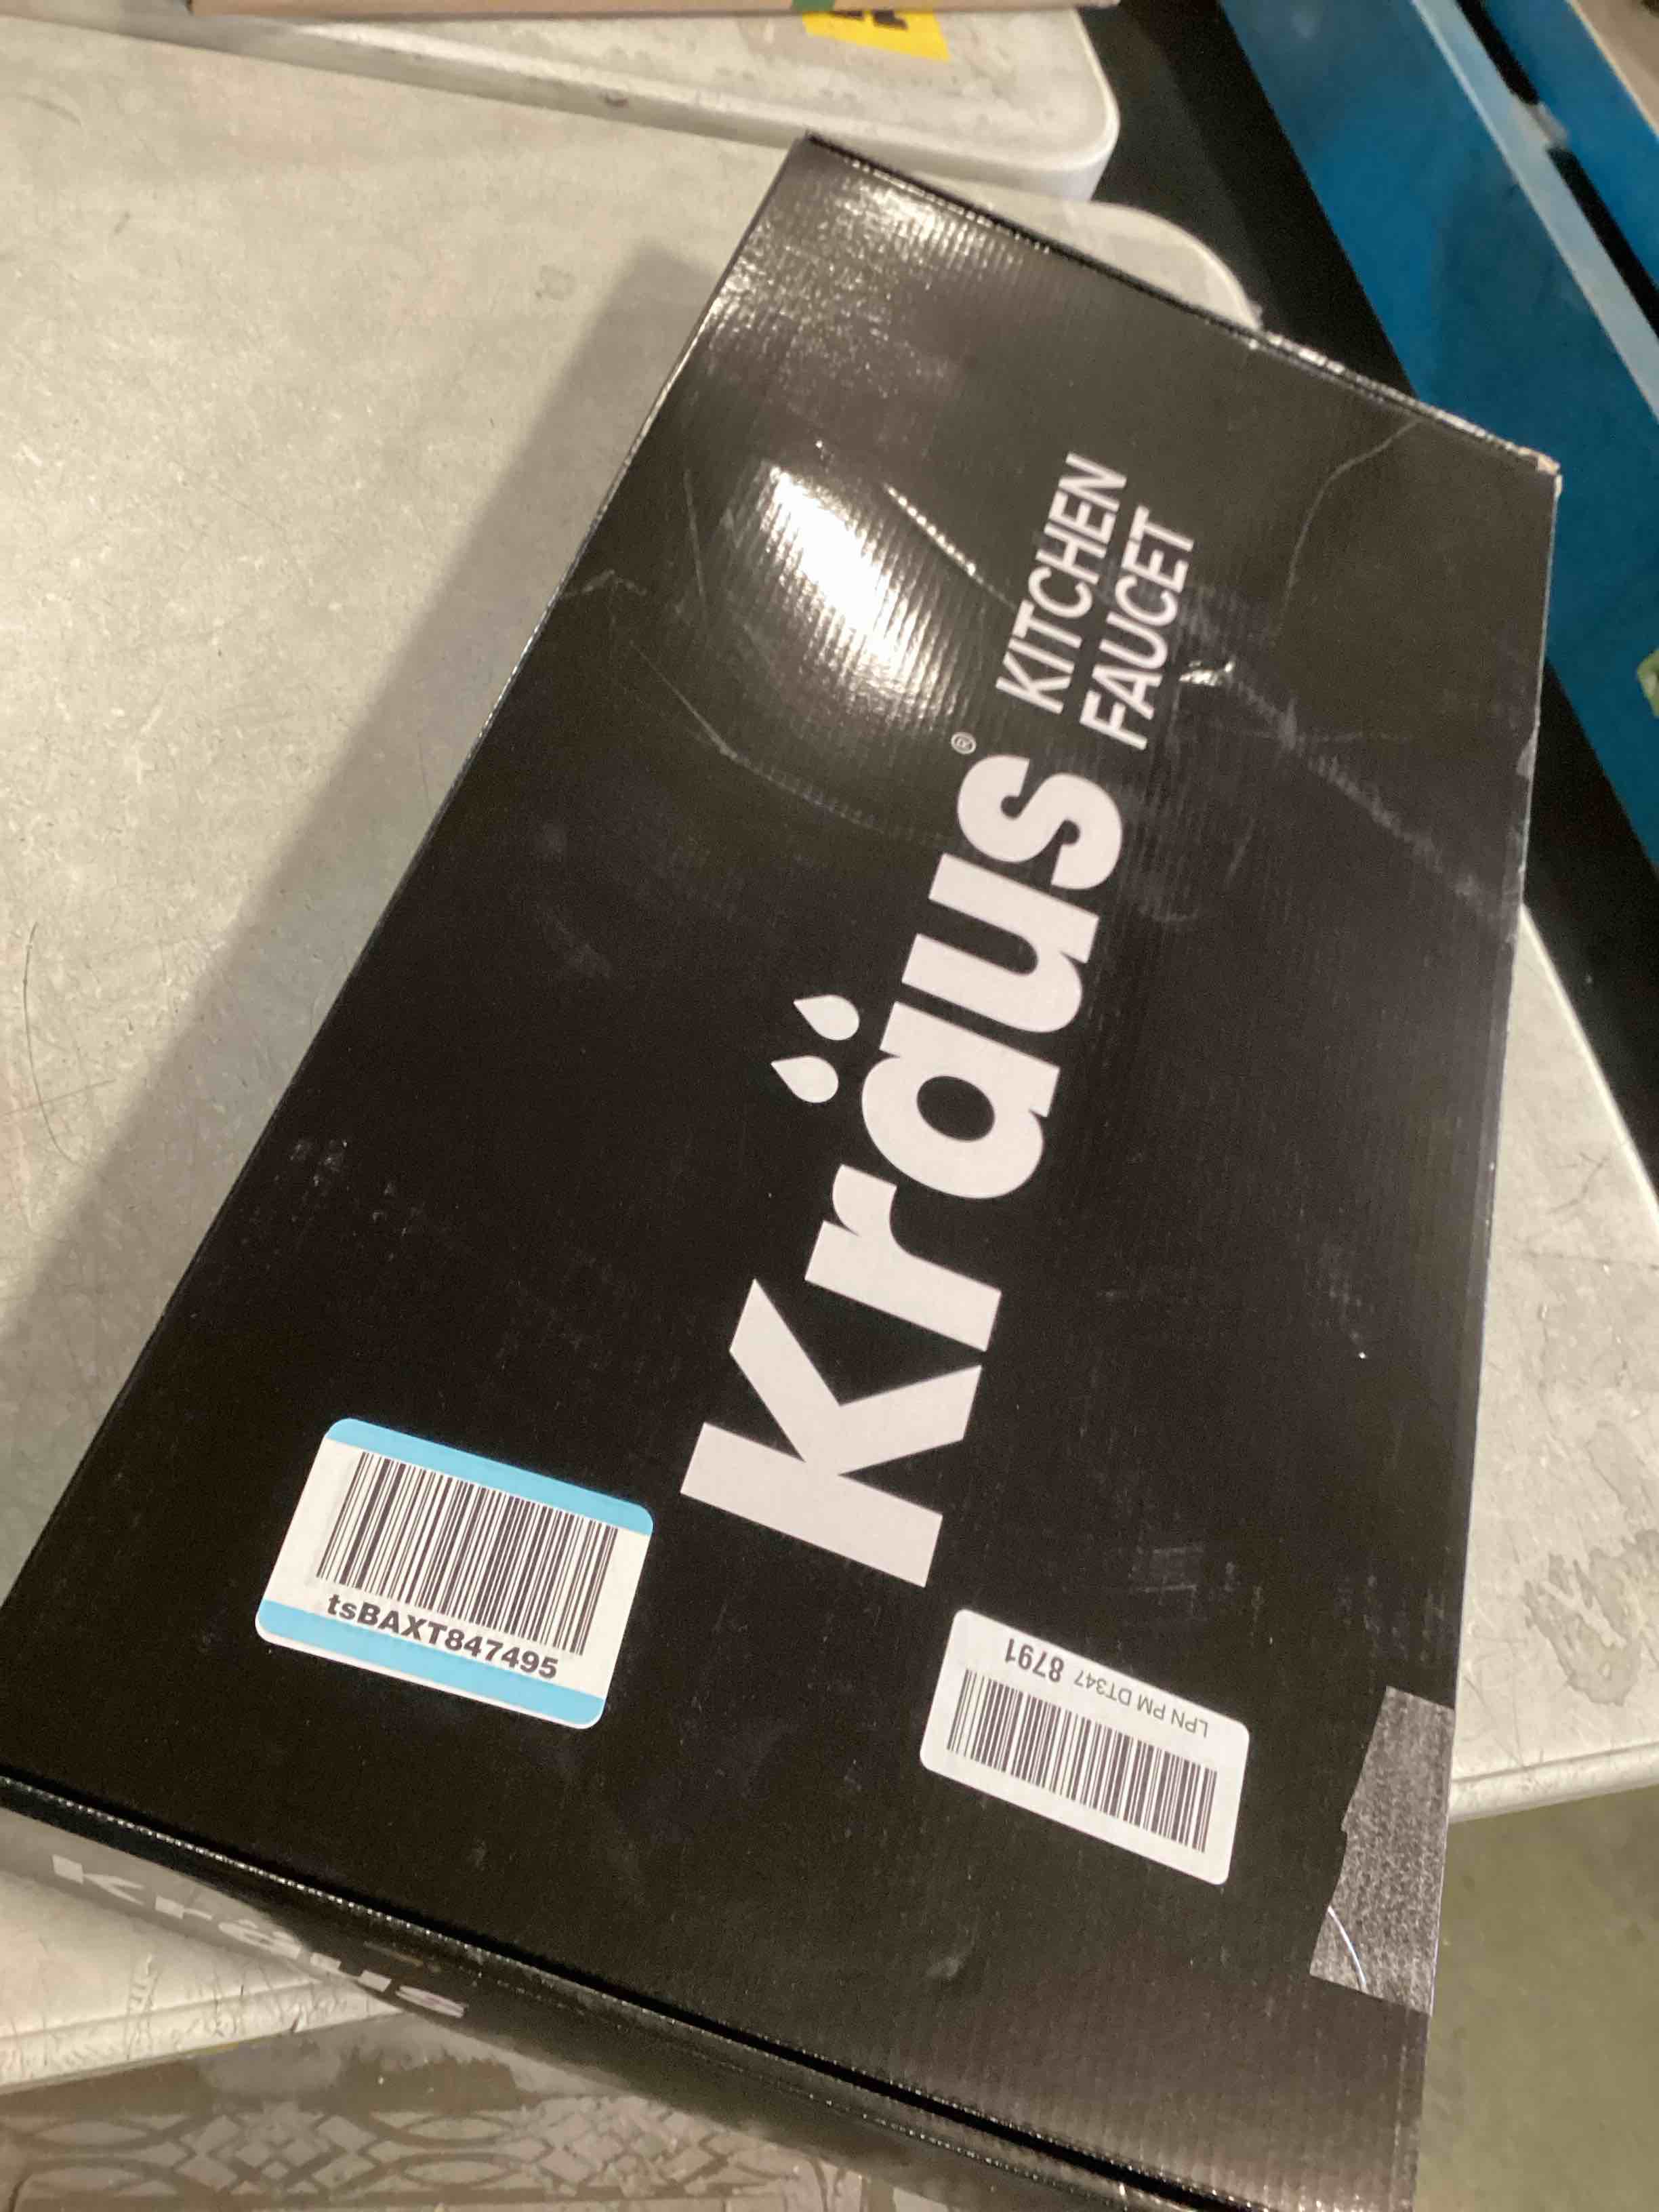 Kraus®
KITCHEN
FAUCET
tsBAXT847495
LPN PM DT347 8791
Kraus